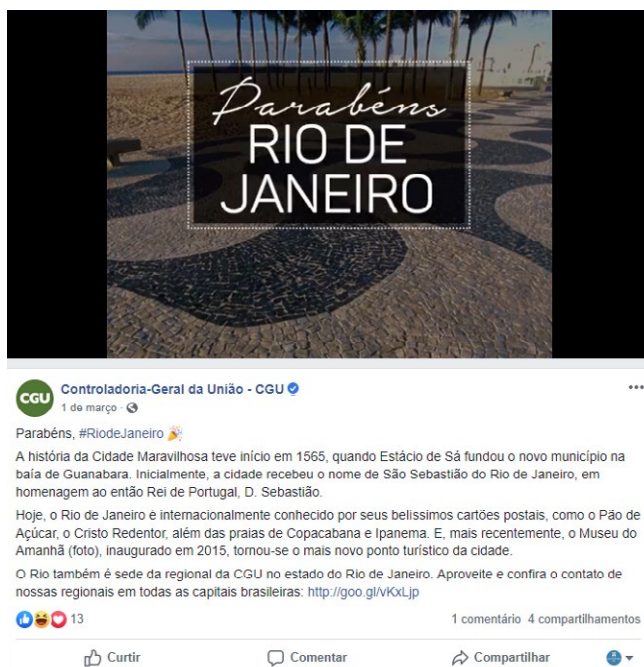 Parabéns
RIO DE
JANEIRO
CGU
Controladoria-Geral da União - CGU
1 de março ·
Parabéns, #RiodeJaneiro 🎉
A história da Cidade Maravilhosa teve início em 1565, quando Estácio de Sá fundou o novo município na
baía de Guanabara. Inicialmente, a cidade recebeu o nome de São Sebastião do Rio de Janeiro, em
homenagem ao então Rei de Portugal, D. Sebastião.
Hoje, o Rio de Janeiro é internacionalmente conhecido por seus belíssimos cartões postais, como o Pão de
Açúcar, o Cristo Redentor, além das praias de Copacabana e Ipanema. E, mais recentemente, o Museu do
Amanhã (foto), inaugurado em 2015, tornou-se o mais novo ponto turístico da cidade.
O Rio também é sede da regional da CGU no estado do Rio de Janeiro. Aproveite e confira o contato de
nossas regionais em todas as capitais brasileiras: http://goo.gl/vKxLjp
13
1 comentário 4 compartilhamentos
Curtir Comentar Compartilhar